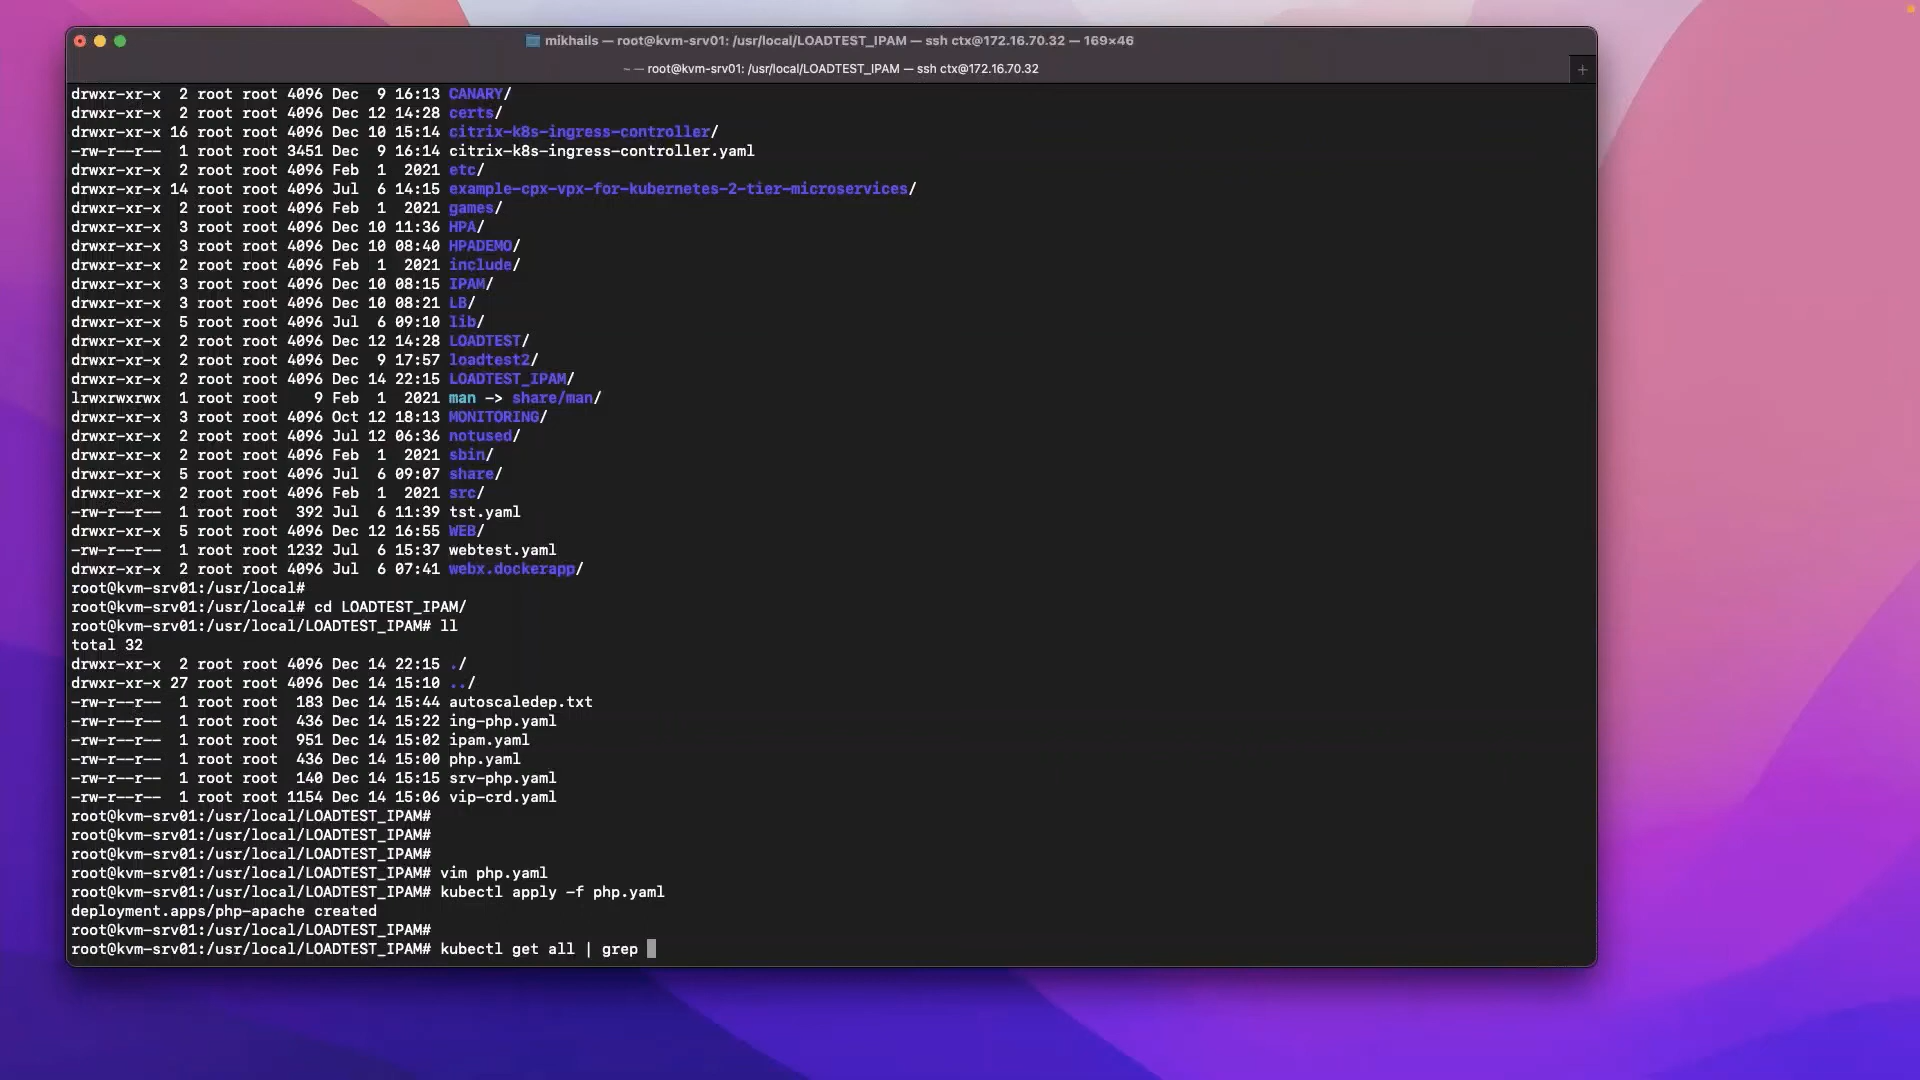 mikhails — root@kvm-srv01: /usr/local/LOADTEST_IPAM — ssh ctx@172.16.70.32 — 169×46
~ — root@kvm-srv01: /usr/local/LOADTEST_IPAM — ssh ctx@172.16.70.32
drwxr-xr-x  2 root root 4096 Dec  9 16:13 CANARY/
drwxr-xr-x  2 root root 4096 Dec 12 14:28 certs/
drwxr-xr-x 16 root root 4096 Dec 10 15:14 citrix-k8s-ingress-controller/
-rw-r--r--  1 root root 3451 Dec  9 16:14 citrix-k8s-ingress-controller.yaml
drwxr-xr-x  2 root root 4096 Feb  1  2021 etc/
drwxr-xr-x 14 root root 4096 Jul  6 14:15 example-cpx-vpx-for-kubernetes-2-tier-microservices/
drwxr-xr-x  2 root root 4096 Feb  1  2021 games/
drwxr-xr-x  3 root root 4096 Dec 10 11:36 HPA/
drwxr-xr-x  3 root root 4096 Dec 10 08:40 HPADEMO/
drwxr-xr-x  2 root root 4096 Feb  1  2021 include/
drwxr-xr-x  3 root root 4096 Dec 10 08:15 IPAM/
drwxr-xr-x  3 root root 4096 Dec 10 08:21 LB/
drwxr-xr-x  5 root root 4096 Jul  6 09:10 lib/
drwxr-xr-x  2 root root 4096 Dec 12 14:28 LOADTEST/
drwxr-xr-x  2 root root 4096 Dec  9 17:57 loadtest2/
drwxr-xr-x  2 root root 4096 Dec 14 22:15 LOADTEST_IPAM/
lrwxrwxrwx  1 root root    9 Feb  1  2021 man -> share/man/
drwxr-xr-x  3 root root 4096 Oct 12 18:13 MONITORING/
drwxr-xr-x  2 root root 4096 Jul 12 06:36 notused/
drwxr-xr-x  2 root root 4096 Feb  1  2021 sbin/
drwxr-xr-x  5 root root 4096 Jul  6 09:07 share/
drwxr-xr-x  2 root root 4096 Feb  1  2021 src/
-rw-r--r--  1 root root  392 Jul  6 11:39 tst.yaml
drwxr-xr-x  5 root root 4096 Dec 12 16:55 WEB/
-rw-r--r--  1 root root 1232 Jul  6 15:37 webtest.yaml
drwxr-xr-x  2 root root 4096 Jul  6 07:41 webx.dockerapp/
root@kvm-srv01:/usr/local#
root@kvm-srv01:/usr/local# cd LOADTEST_IPAM/
root@kvm-srv01:/usr/local/LOADTEST_IPAM# ll
total 32
drwxr-xr-x  2 root root 4096 Dec 14 22:15 ./
drwxr-xr-x 27 root root 4096 Dec 14 15:10 ../
-rw-r--r--  1 root root  183 Dec 14 15:44 autoscaledep.txt
-rw-r--r--  1 root root  436 Dec 14 15:22 ing-php.yaml
-rw-r--r--  1 root root  951 Dec 14 15:02 ipam.yaml
-rw-r--r--  1 root root  436 Dec 14 15:00 php.yaml
-rw-r--r--  1 root root  140 Dec 14 15:15 srv-php.yaml
-rw-r--r--  1 root root 1154 Dec 14 15:06 vip-crd.yaml
root@kvm-srv01:/usr/local/LOADTEST_IPAM#
root@kvm-srv01:/usr/local/LOADTEST_IPAM#
root@kvm-srv01:/usr/local/LOADTEST_IPAM#
root@kvm-srv01:/usr/local/LOADTEST_IPAM# vim php.yaml
root@kvm-srv01:/usr/local/LOADTEST_IPAM# kubectl apply -f php.yaml
deployment.apps/php-apache created
root@kvm-srv01:/usr/local/LOADTEST_IPAM#
root@kvm-srv01:/usr/local/LOADTEST_IPAM# kubectl get all | grep